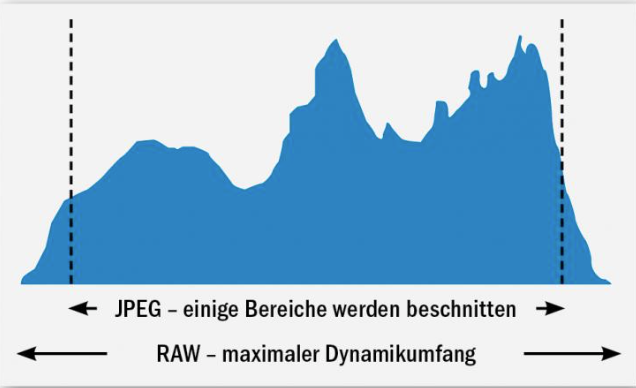 JPEG – einige Bereiche werden beschnitten
RAW – maximaler Dynamikumfang